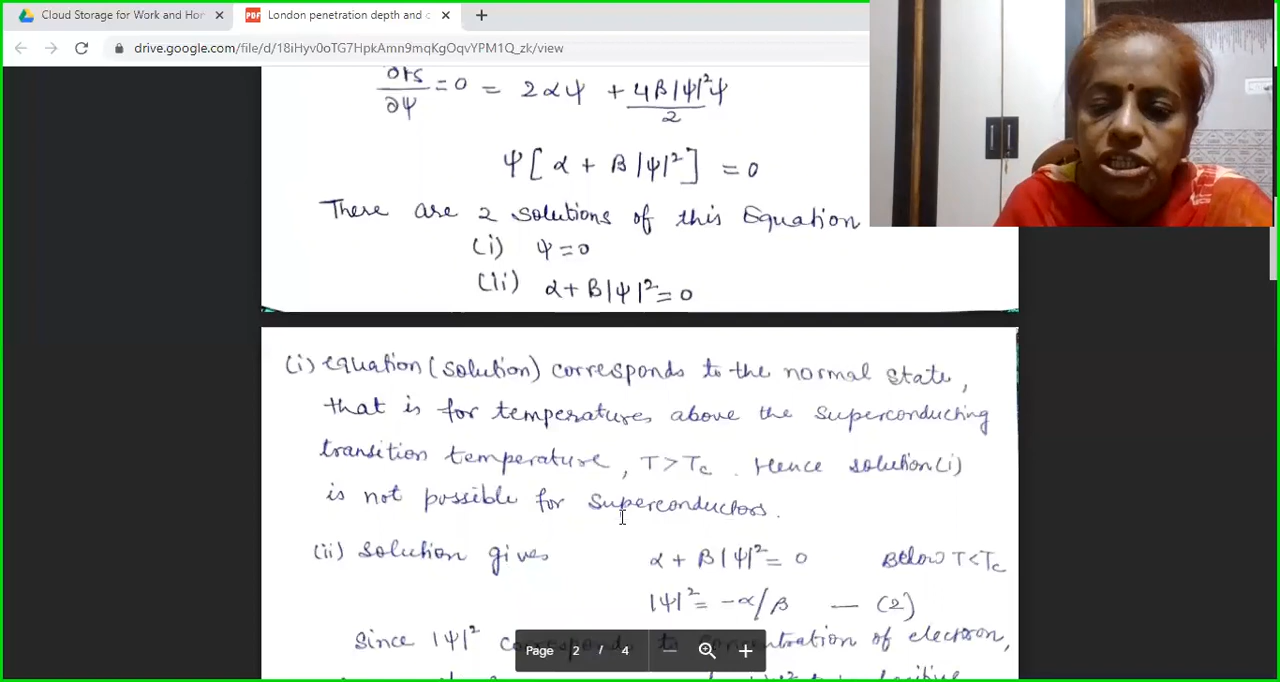 Cloud Storage for Work and Hor
London penetration depth and c
drive.google.com/file/d/18iHyv0oTG7HpkAmn9mqKgOqvYPM1Q_zk/view
= 0 = 2αψ + 4β|ψ|²ψ
∂ψ 2
ψ[α + β|ψ|²] = 0
There are 2 solutions of this Equation
(i) ψ = 0
(ii) α + β|ψ|² = 0
(i) equation (solution) corresponds to the normal state,
that is for temperatures above the superconducting
transition temperature, T > Tc. Hence solution (i)
is not possible for superconductors.
(ii) solution gives α + β|ψ|² = 0 Below T < Tc
|ψ|² = -α/β — (2)
Since |ψ|² to concentration of electron,
Page 2 / 4